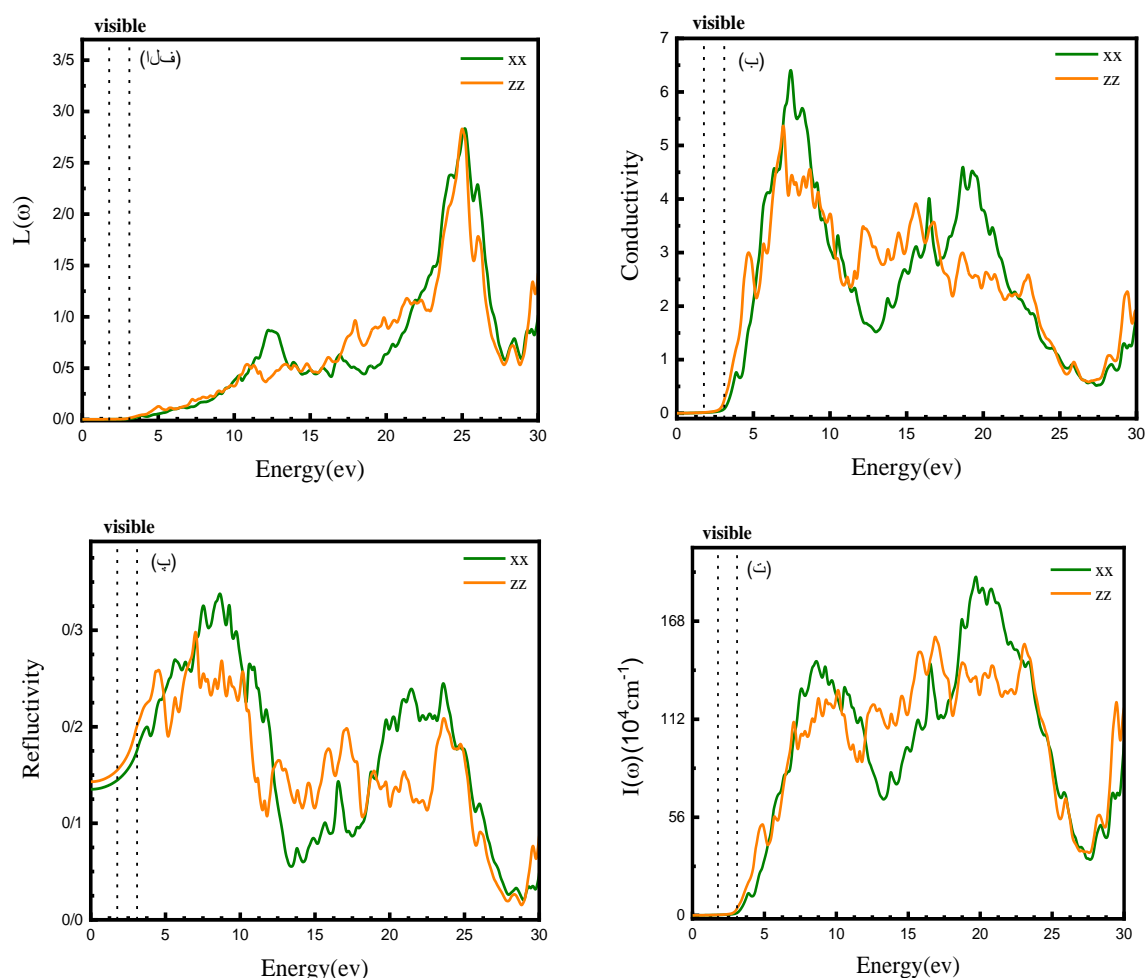 visible
3/5
3/0
2/5
2/0
1/5
1/0
0/5
0/0
(الف)
xx
zz
L(ω)
0 5 10 15 20 25 30
Energy(ev)
visible
7
6
5
4
3
2
1
0
(ب)
xx
zz
Conductivity
0 5 10 15 20 25 30
Energy(ev)
visible
0/3
0/2
0/1
0/0
(پ)
xx
zz
Refluctivity
0 5 10 15 20 25 30
Energy(ev)
visible
168
112
56
0
(ت)
xx
zz
I(ω)(10⁴cm⁻¹)
0 5 10 15 20 25 30
Energy(ev)